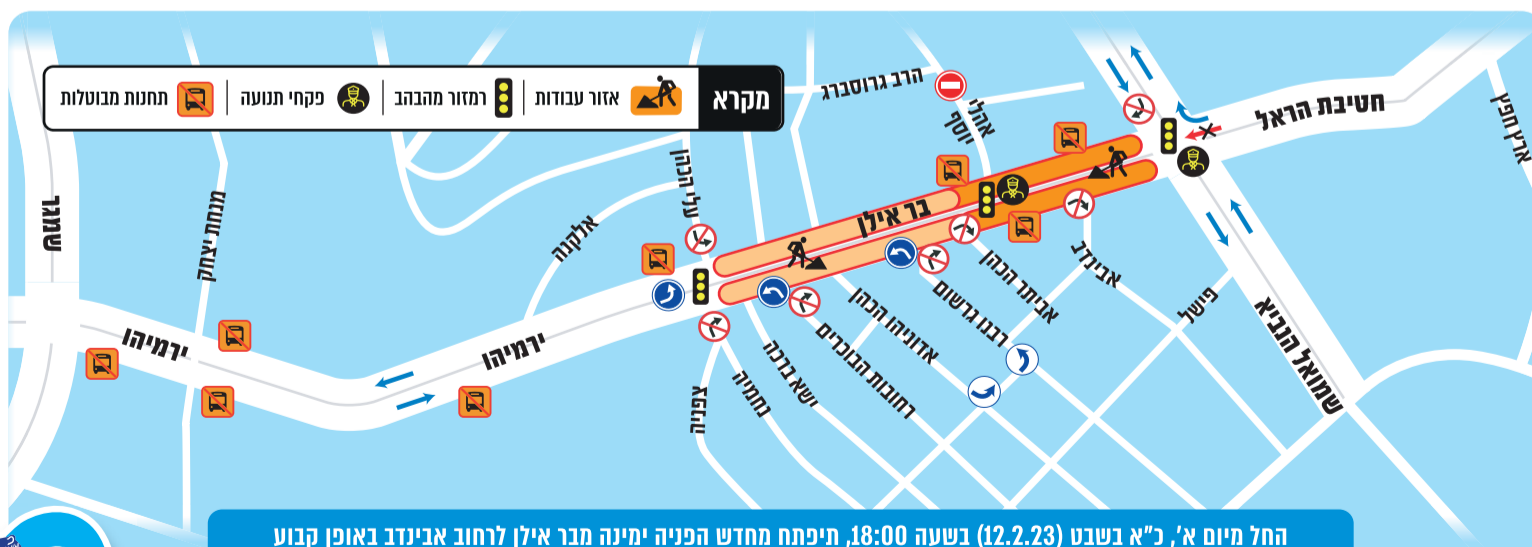 מקרא
אזור עבודות
רמזור מהבהב
פקחי תנועה
תחנות מבוטלות
הרב גרוסברג
אהלי
יוסף
חטיבת הראל
ארץ חפץ
שמגר
מנחת יצחק
אלקנה
עלי הכהן
בר אילן
ירמיהו
ירמיהו
צפניה
נחמיה
ישא ברכה
רחובות הבוכרים
אדוניהו הכהן
רבנו גרשום
אביתר הכהן
אבינדב
פישל
שמואל הנביא
החל מיום א', כ"א בשבט (12.2.23) בשעה 18:00, תיפתח מחדש הפניה ימינה מבר אילן לרחוב אבינדב באופן קבוע